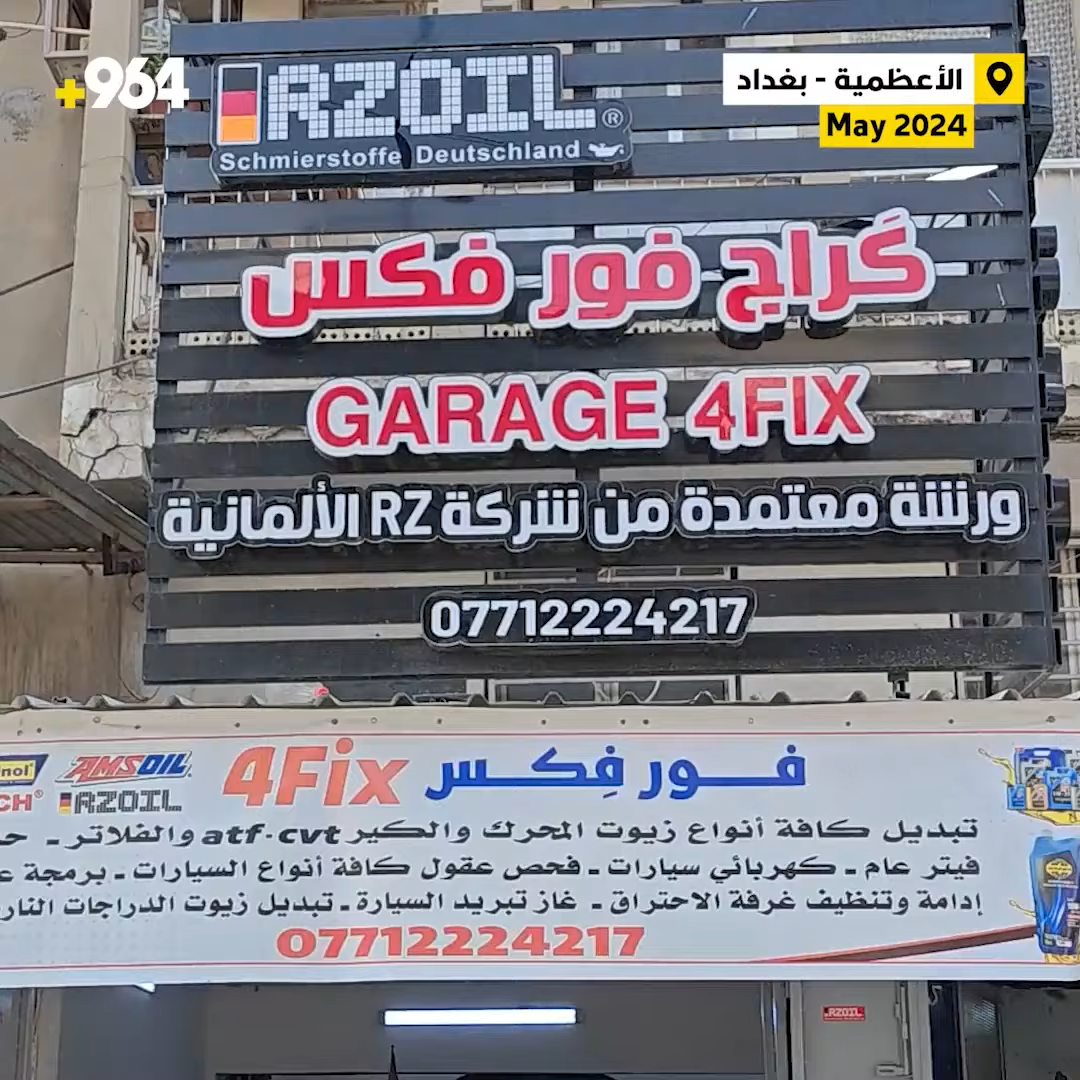 +964
الأعظمية - بغداد
May 2024
RZOIL®
Schmierstoffe Deutschland
كَراج فور فكس
GARAGE 4FIX
ورشة معتمدة من شركة RZ الألمانية
07712224217
فــور فِكــس 4Fix
AMSOIL
RZOIL
تبديل كافة أنواع زيوت المحرك والكير atf.cvt والفلاتر ـ
فيتر عام ـ كهربائي سيارات ـ فحص عقول كافة أنواع السيارات ـ برمجة
إدامة وتنظيف غرفة الاحتراق ـ غاز تبريد السيارة ـ تبديل زيوت الدراجات
07712224217
RZOIL